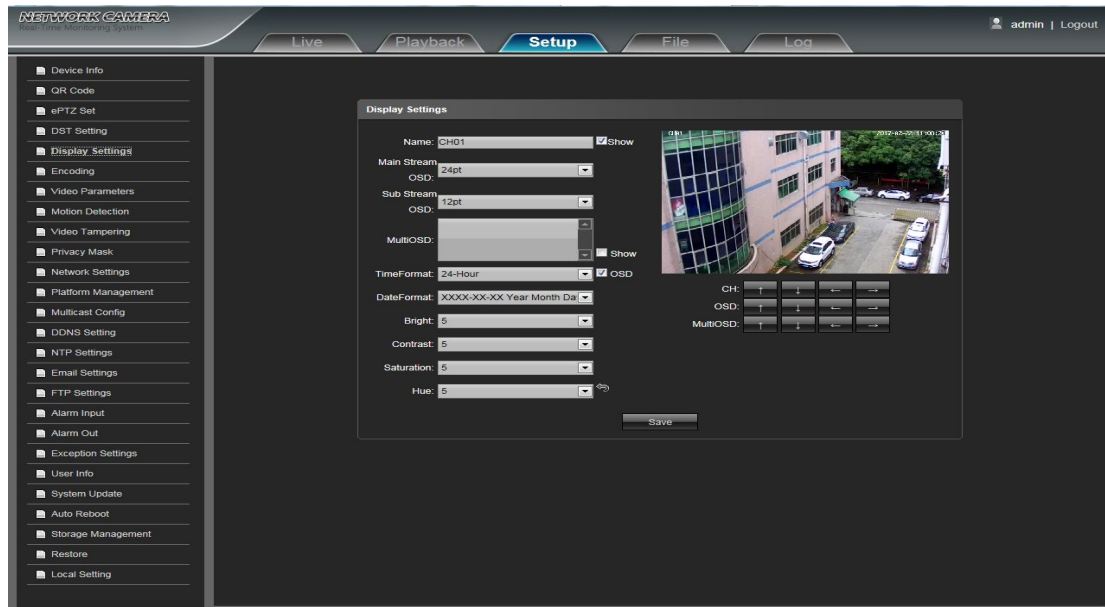 NETWORK CAMERA
Real-Time Monitoring System
admin | Logout
Live
Playback
Setup
File
Log
Device Info
QR Code
ePTZ Set
DST Setting
Display Settings
Encoding
Video Parameters
Motion Detection
Video Tampering
Privacy Mask
Network Settings
Platform Management
Multicast Config
DDNS Setting
NTP Settings
Email Settings
FTP Settings
Alarm Input
Alarm Out
Exception Settings
User Info
System Update
Auto Reboot
Storage Management
Restore
Local Setting
Display Settings
Name: CH01 Show
Main Stream OSD: 24pt
Sub Stream OSD: 12pt
MultiOSD: Show
TimeFormat: 24-Hour OSD
DateFormat: XXXX-XX-XX Year Month Da
Bright: 5
Contrast: 5
Saturation: 5
Hue: 5
CH01
CH: ↑ ↓ ← →
OSD: ↑ ↓ ← →
MultiOSD: ↑ ↓ ← →
Save